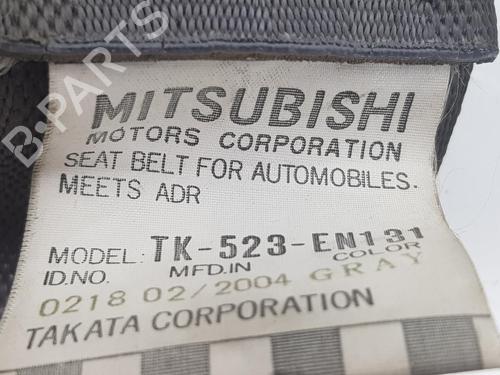 B-PARTS
MITSUBISHI
MOTORS CORPORATION
SEAT BELT FOR AUTOMOBILES.
MEETS ADR
MODEL: TK-523-EN131
ID.NO. MFD.IN COLOR
0218 02/2004 GRAY
TAKATA CORPORATION